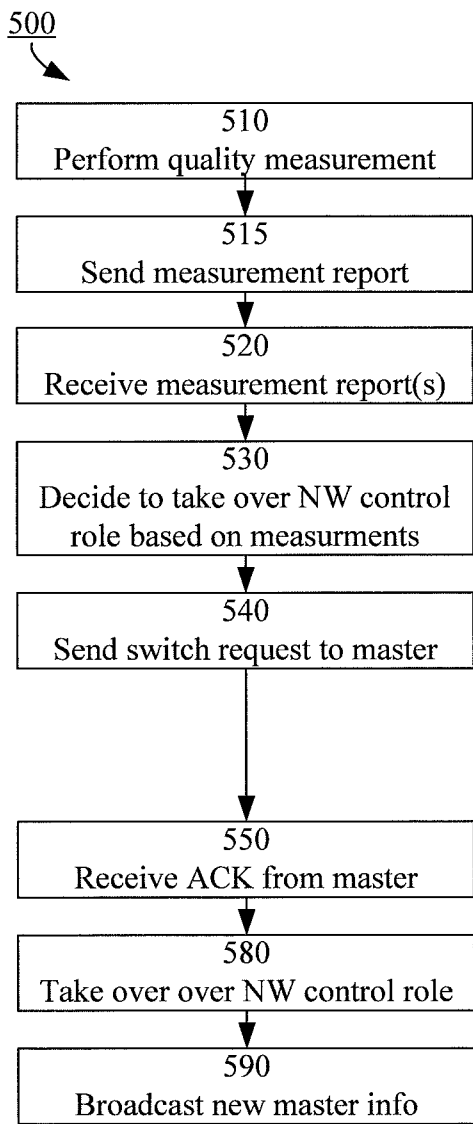 500
510
Perform quality measurement
515
Send measurement report
520
Receive measurement report(s)
530
Decide to take over NW control
role based on measurments
540
Send switch request to master
550
Receive ACK from master
580
Take over over NW control role
590
Broadcast new master info